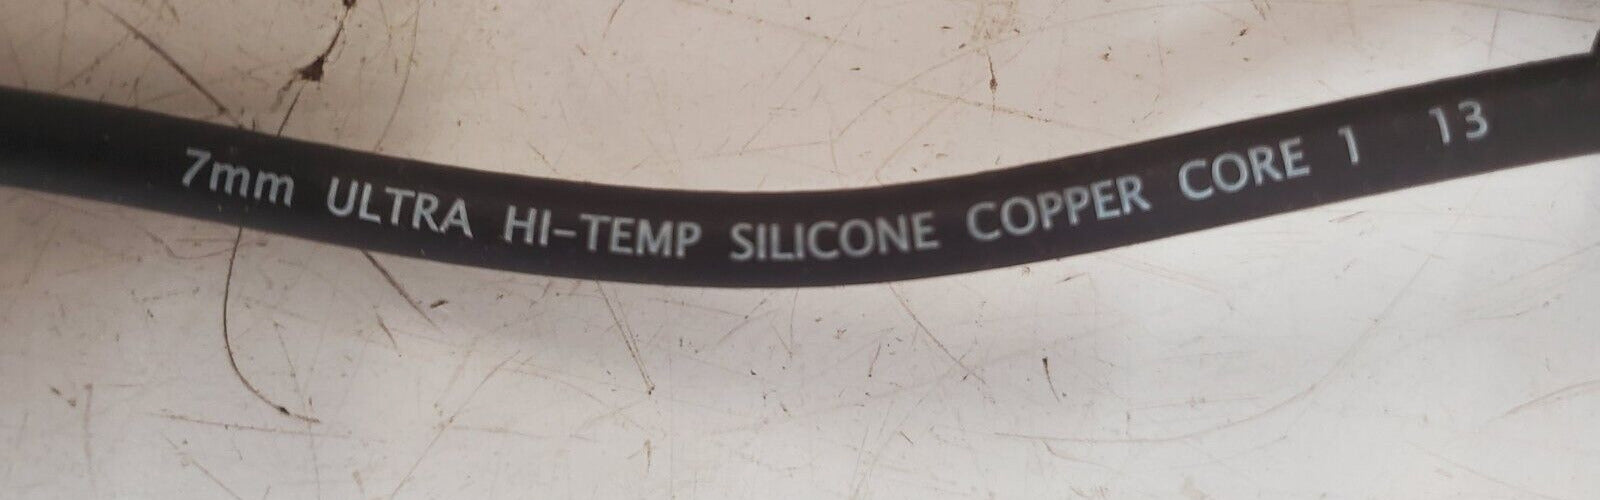 7mm ULTRA HI-TEMP SILICONE COPPER CORE 1 13